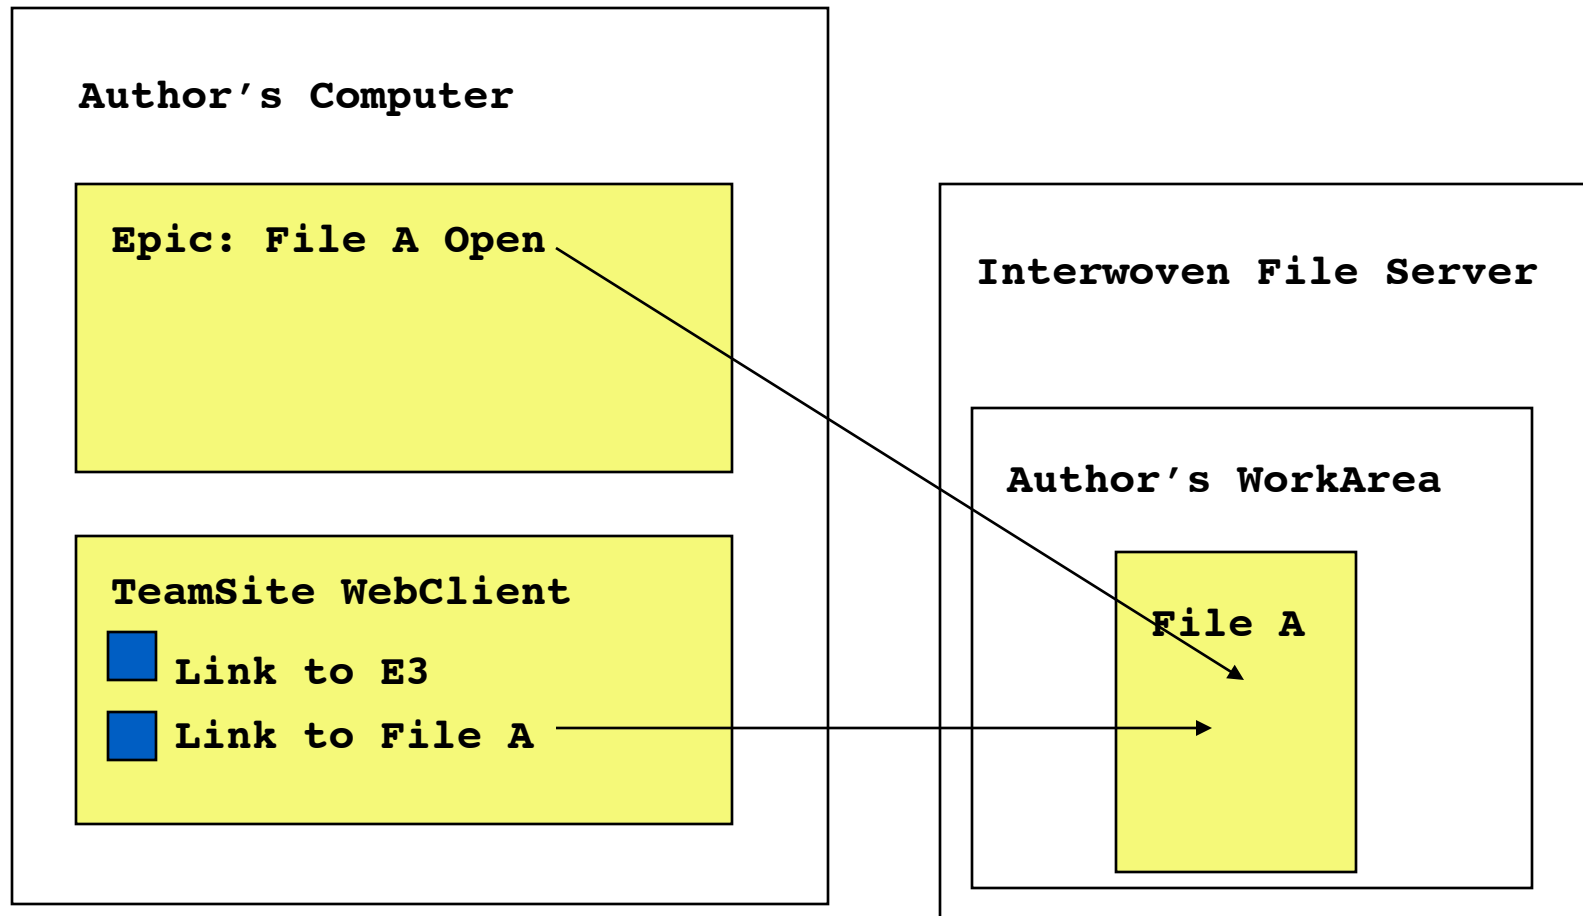 Author’s Computer
Epic: File A Open
TeamSite WebClient
Link to E3
Link to File A
Interwoven File Server
Author’s WorkArea
File A